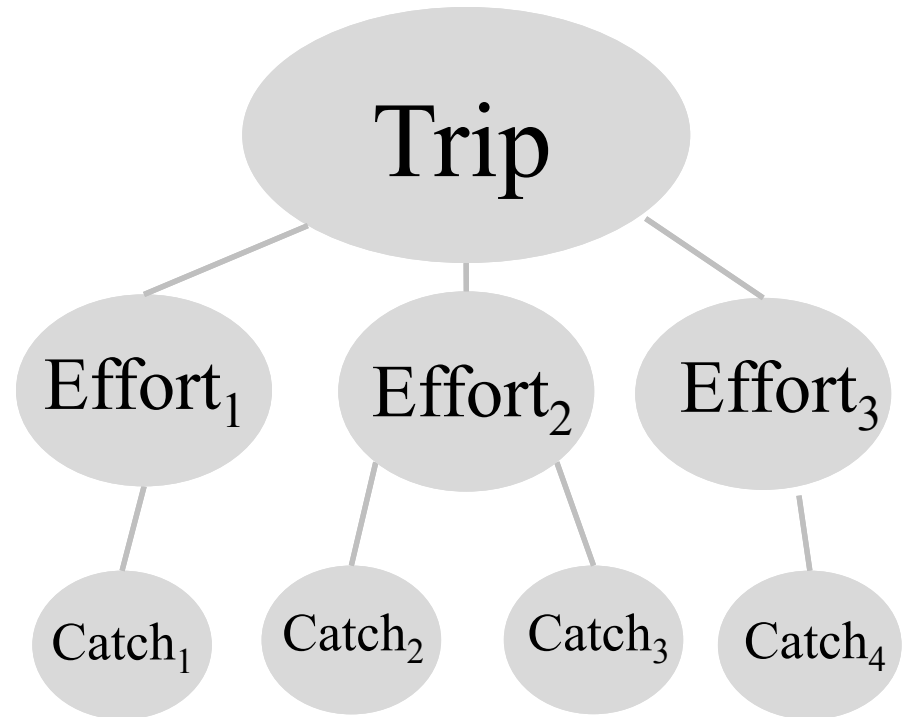 Trip
Effort₁ Effort₂ Effort₃
Catch₁ Catch₂ Catch₃ Catch₄